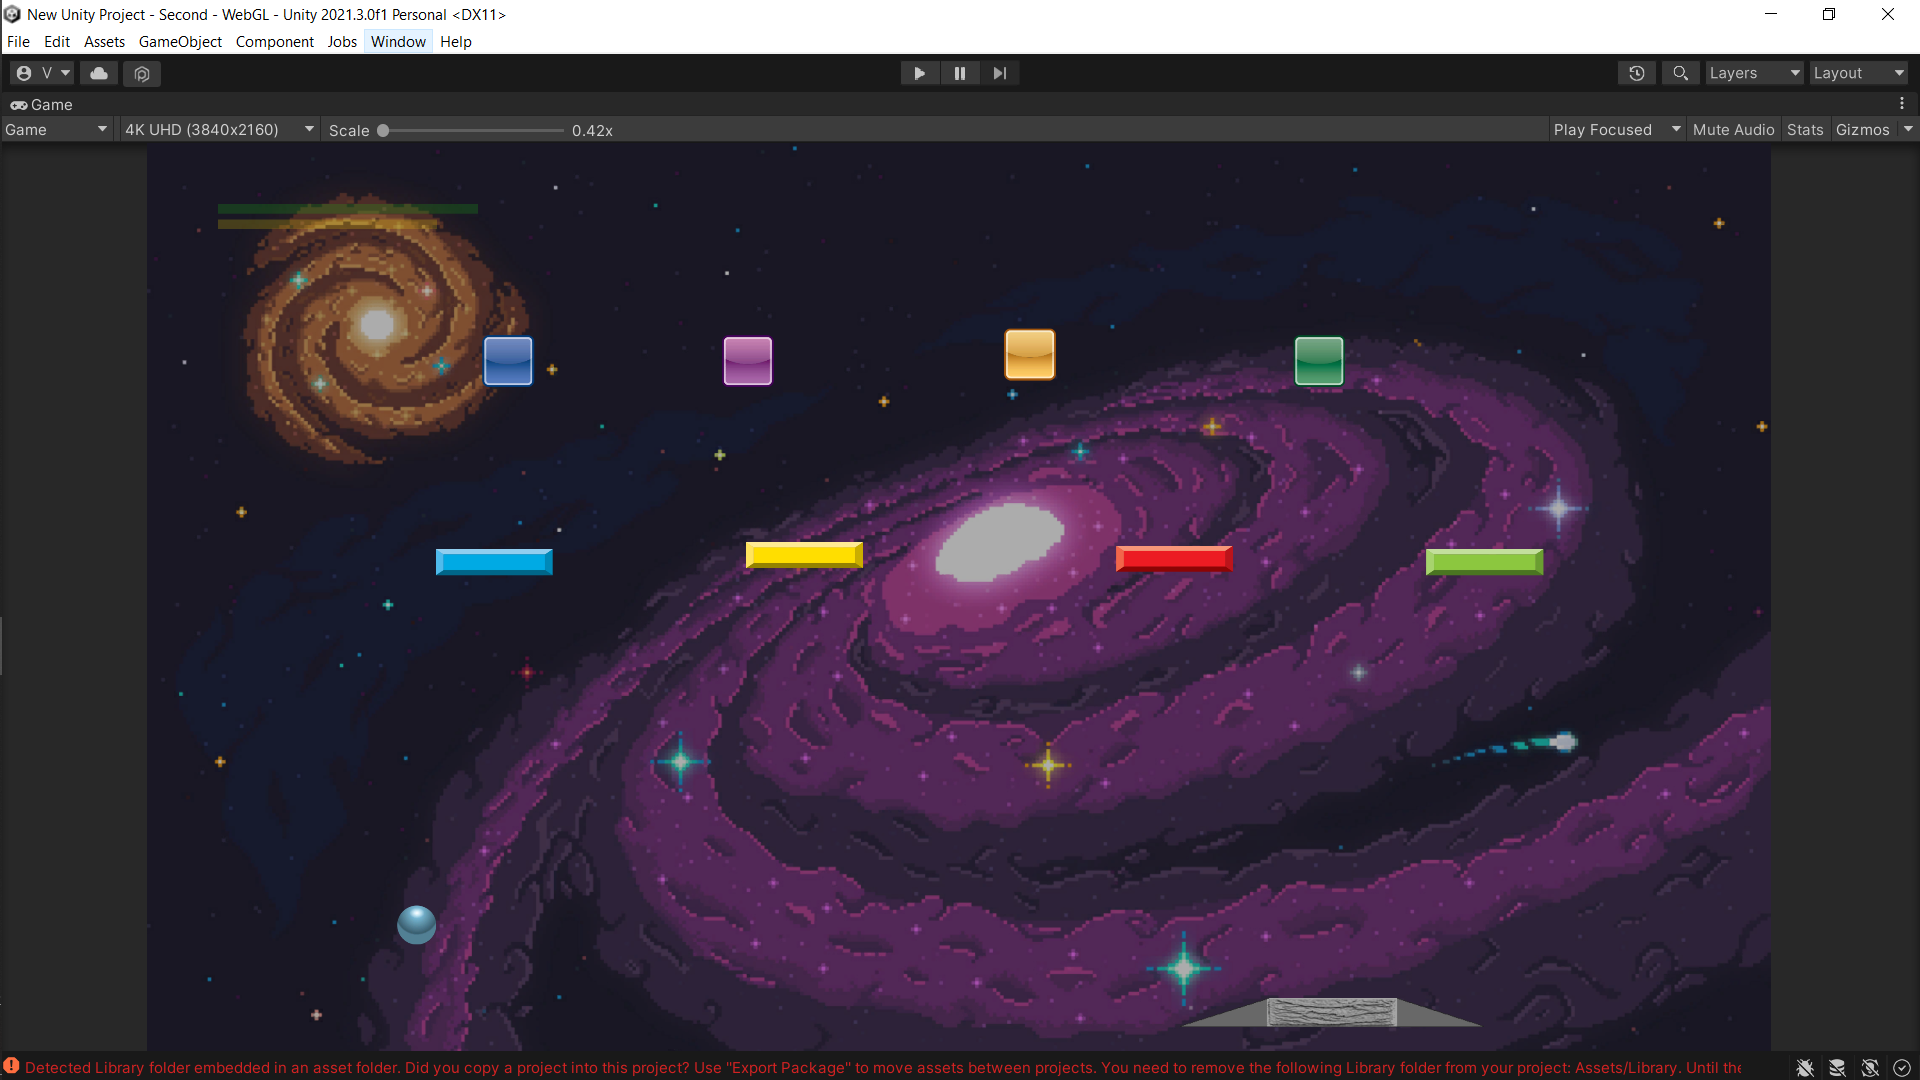 New Unity Project - Second - WebGL - Unity 2021.3.0f1 Personal <DX11>
File Edit Assets GameObject Component Jobs Window Help
V Layers Layout
Game
Game 4K UHD (3840x2160) Scale 0.42x Play Focused Mute Audio Stats Gizmos
Detected Library folder embedded in an asset folder. Did you copy a project into this project? Use "Export Package" to move assets between projects. You need to remove the following Library folder from your project: Assets/Library. Until the